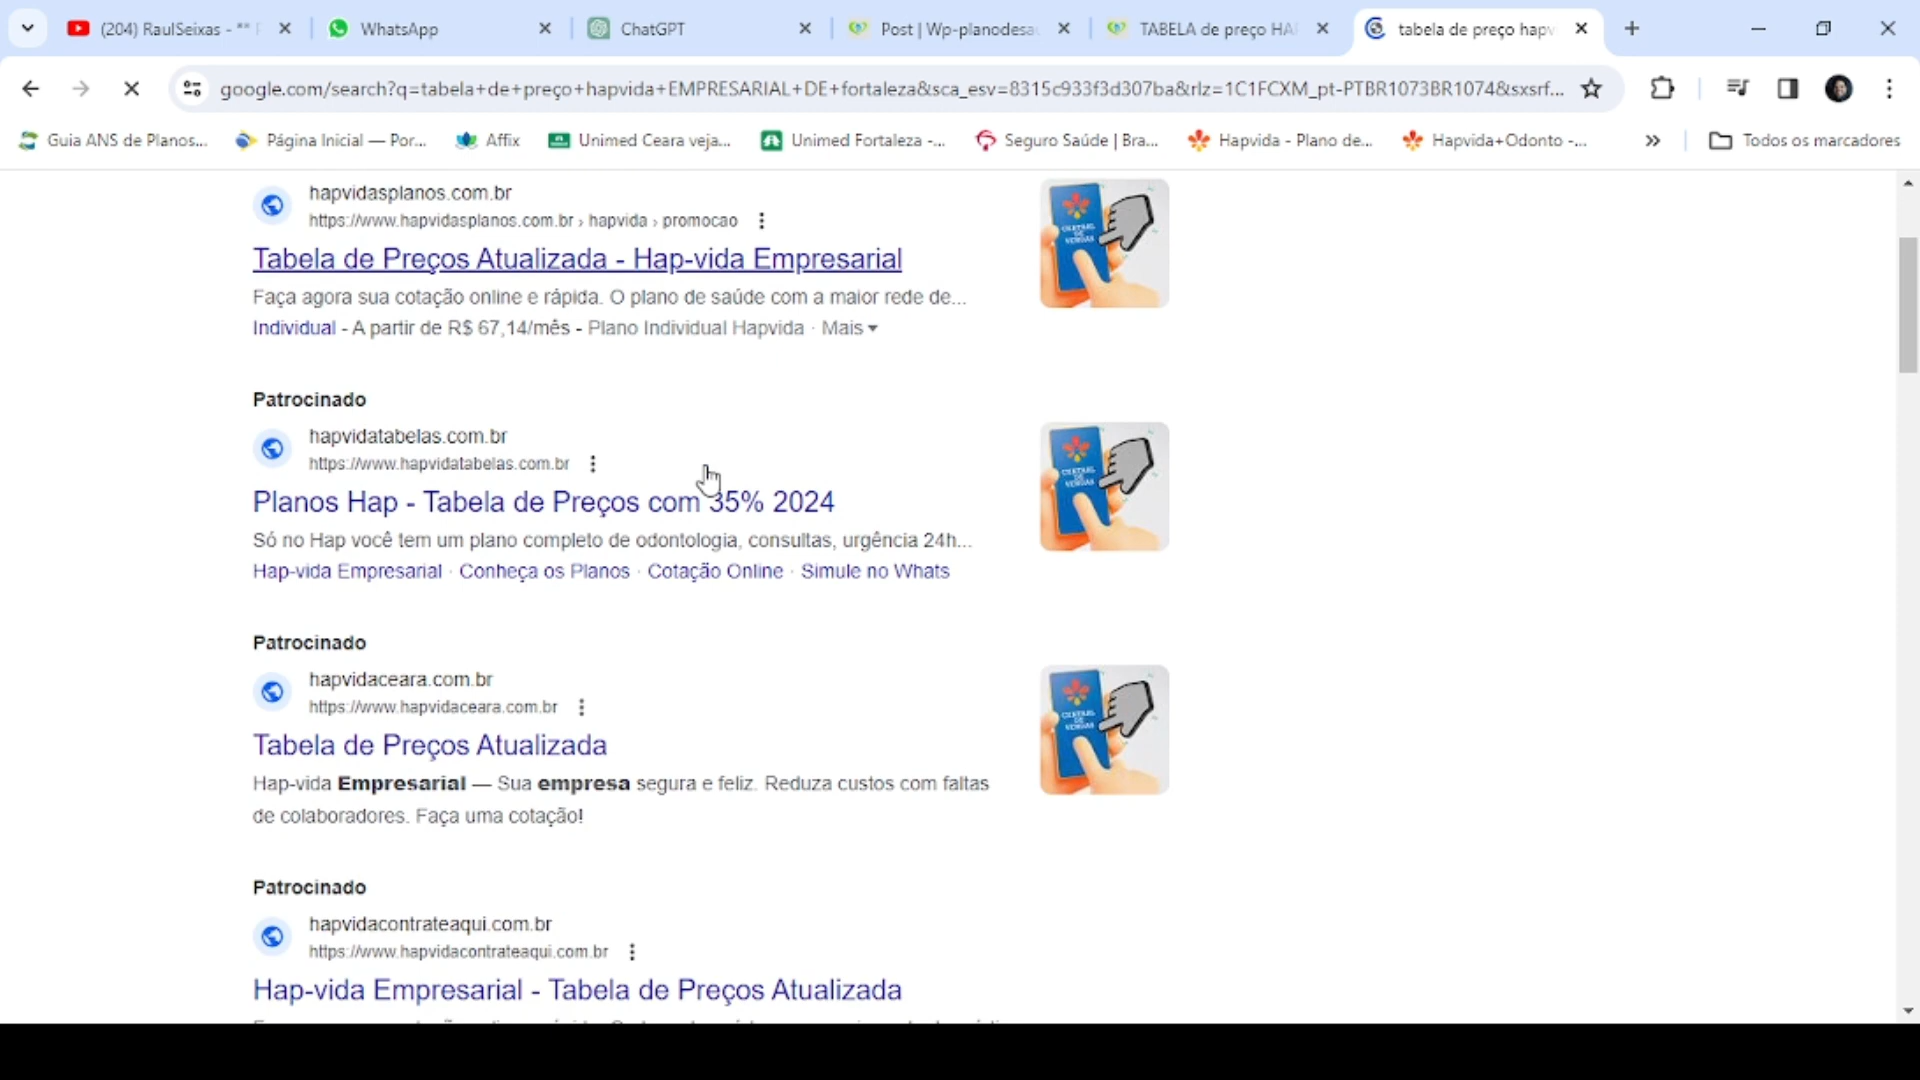 (204) RaulSeixas - **
WhatsApp
ChatGPT
Post | Wp-planodesau
TABELA de preço HAP
tabela de preço hapv
google.com/search?q=tabela+de+preço+hapvida+EMPRESARIAL+DE+fortaleza&sca_esv=8315c933f3d307ba&rlz=1C1FCXM_pt-PTBR1073BR1074&sxsrf...
Guia ANS de Planos...
Página Inicial — Por...
Affix
Unimed Ceara veja...
Unimed Fortaleza -...
Seguro Saúde | Bra...
Hapvida - Plano de...
Hapvida+Odonto -...
»
Todos os marcadores
hapvidasplanos.com.br
https://www.hapvidasplanos.com.br › hapvida › promocao
Tabela de Preços Atualizada - Hap-vida Empresarial
Faça agora sua cotação online e rápida. O plano de saúde com a maior rede de...
Individual - A partir de R$ 67,14/mês - Plano Individual Hapvida · Mais
Patrocinado
hapvidatabelas.com.br
https://www.hapvidatabelas.com.br
Planos Hap - Tabela de Preços com 35% 2024
Só no Hap você tem um plano completo de odontologia, consultas, urgência 24h...
Hap-vida Empresarial · Conheça os Planos · Cotação Online · Simule no Whats
Patrocinado
hapvidaceara.com.br
https://www.hapvidaceara.com.br
Tabela de Preços Atualizada
Hap-vida Empresarial — Sua empresa segura e feliz. Reduza custos com faltas
de colaboradores. Faça uma cotação!
Patrocinado
hapvidacontrateaqui.com.br
https://www.hapvidacontrateaqui.com.br
Hap-vida Empresarial - Tabela de Preços Atualizada